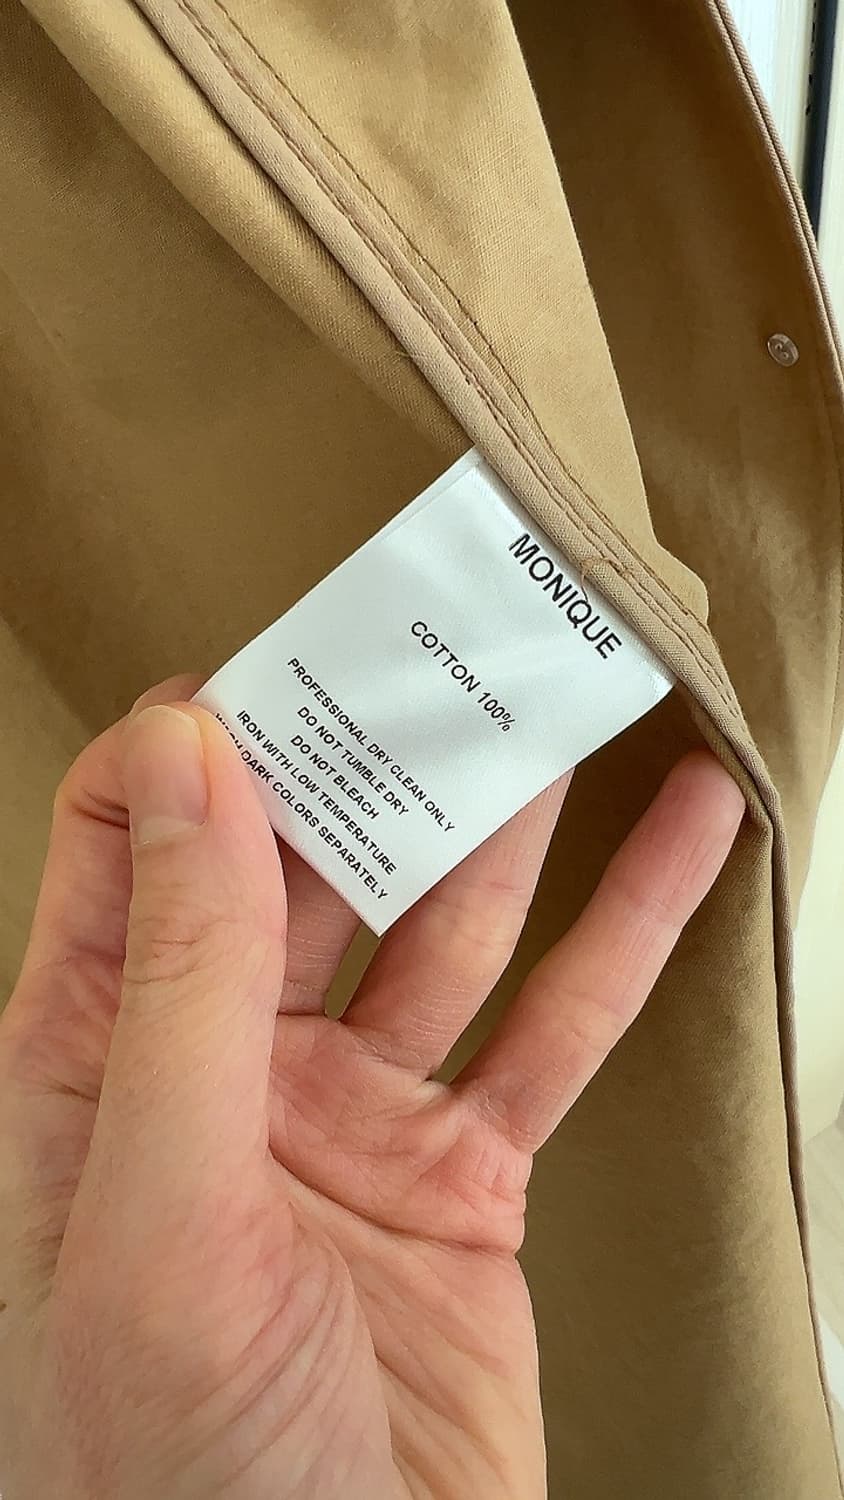 MONIQUE
COTTON 100%
PROFESSIONAL DRY CLEAN ONLY
DO NOT TUMBLE DRY
DO NOT BLEACH
IRON WITH LOW TEMPERATURE
WASH DARK COLORS SEPARATELY